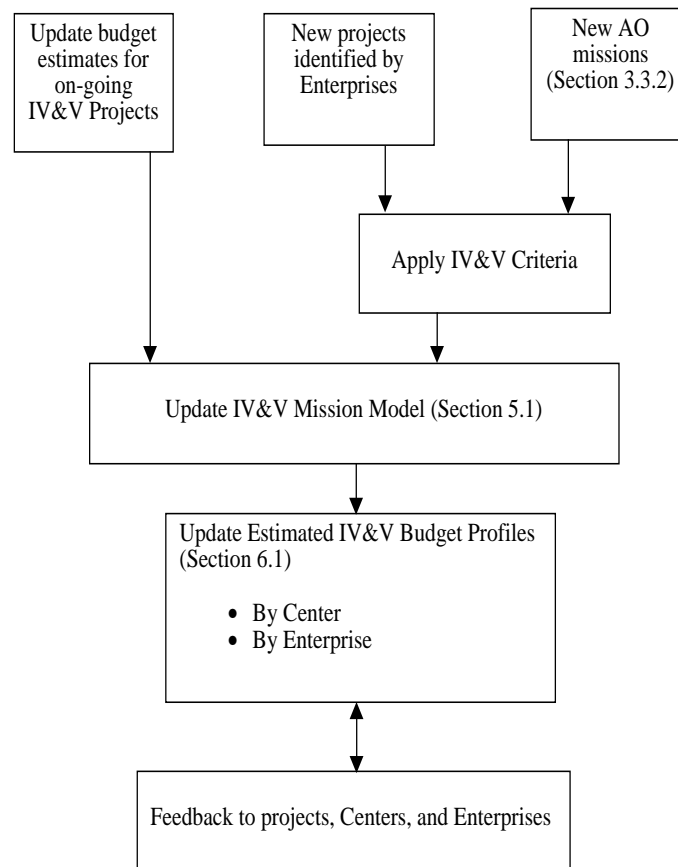 Update budget
estimates for
on-going
IV&V Projects
New projects
identified by
Enterprises
New AO
missions
(Section 3.3.2)
Apply IV&V Criteria
Update IV&V Mission Model (Section 5.1)
Update Estimated IV&V Budget Profiles
(Section 6.1)
• By Center
• By Enterprise
Feedback to projects, Centers, and Enterprises